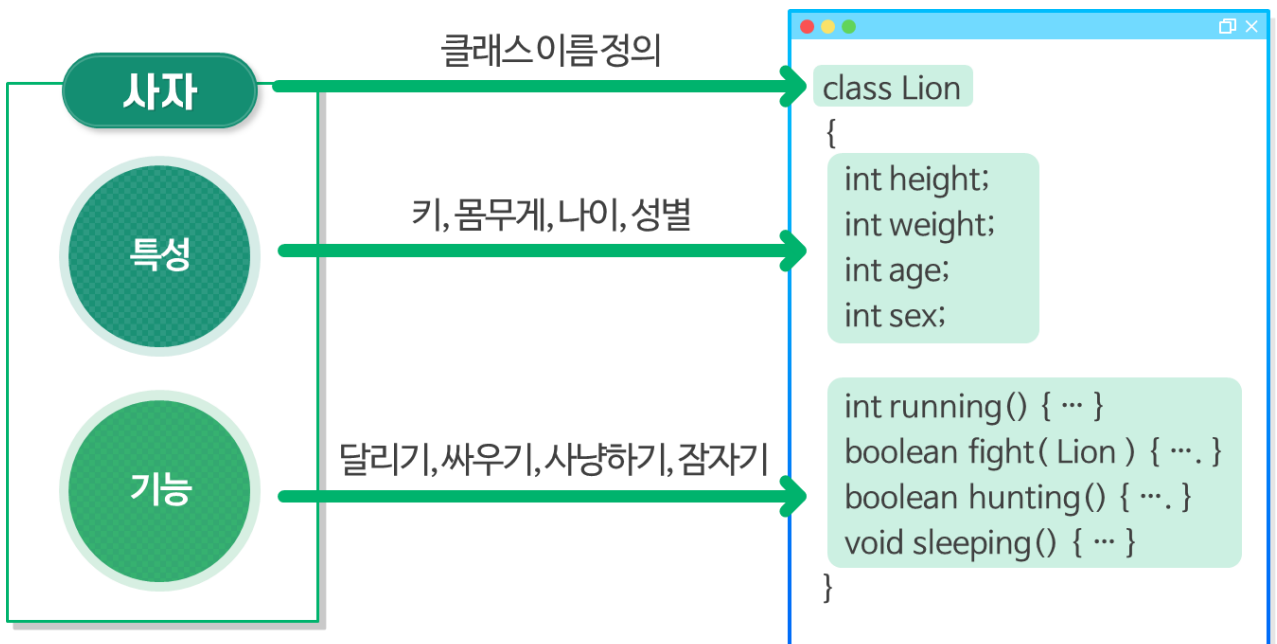 클래스 이름 정의
사자
class Lion
{
int height;
키, 몸무게, 나이, 성별
int weight;
특성
int age;
int sex;
int running() { ··· }
달리기, 싸우기, 사냥하기, 잠자기
boolean fight( Lion ) { ···. }
기능
boolean hunting() { ···. }
void sleeping() { ··· }
}